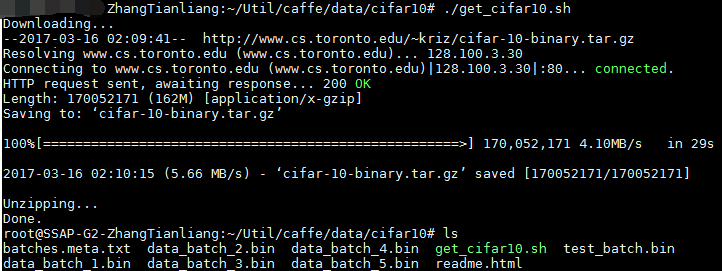 ZhangTianliang:~/Util/caffe/data/cifar10# ./get_cifar10.sh
Downloading...
--2017-03-16 02:09:41--  http://www.cs.toronto.edu/~kriz/cifar-10-binary.tar.gz
Resolving www.cs.toronto.edu (www.cs.toronto.edu)... 128.100.3.30
Connecting to www.cs.toronto.edu (www.cs.toronto.edu)|128.100.3.30|:80... connected.
HTTP request sent, awaiting response... 200 OK
Length: 170052171 (162M) [application/x-gzip]
Saving to: ‘cifar-10-binary.tar.gz’
100%[====================================================>] 170,052,171 4.10MB/s   in 29s
2017-03-16 02:10:15 (5.66 MB/s) - ‘cifar-10-binary.tar.gz’ saved [170052171/170052171]
Unzipping...
Done.
root@SSAP-G2-ZhangTianliang:~/Util/caffe/data/cifar10# ls
batches.meta.txt  data_batch_2.bin  data_batch_4.bin  get_cifar10.sh  test_batch.bin
data_batch_1.bin  data_batch_3.bin  data_batch_5.bin  readme.html